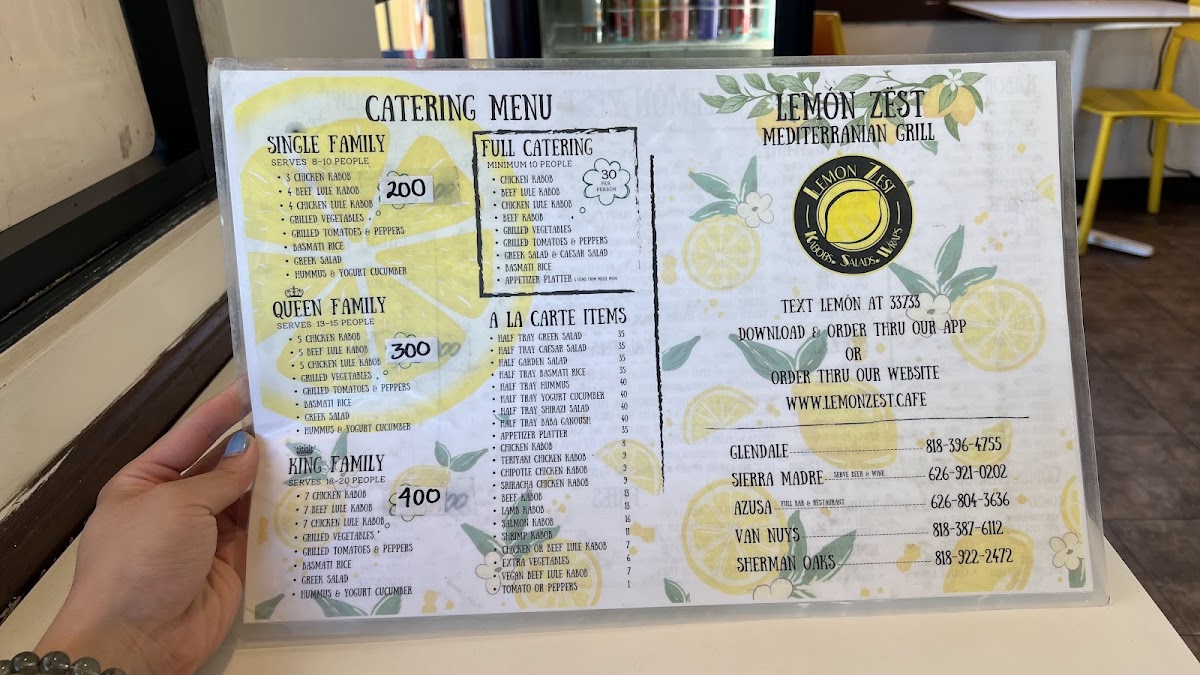 CATERING MENU
SINGLE FAMILY
SERVES 8-10 PEOPLE
• 3 CHICKEN KABOB
• 4 BEEF LULE KABOB
• 4 CHICKEN LULE KABOB
• GRILLED VEGETABLES
• GRILLED TOMATOES & PEPPERS
• BASMATI RICE
• GREEK SALAD
• HUMMUS & YOGURT CUCUMBER
200
QUEEN FAMILY
SERVES 13-15 PEOPLE
• 5 CHICKEN KABOB
• 5 BEEF LULE KABOB
• 5 CHICKEN LULE KABOB
• GRILLED VEGETABLES
• GRILLED TOMATOES & PEPPERS
• BASMATI RICE
• GREEK SALAD
• HUMMUS & YOGURT CUCUMBER
300
KING FAMILY
SERVES 18-20 PEOPLE
• 7 CHICKEN KABOB
• 7 BEEF LULE KABOB
• 7 CHICKEN LULE KABOB
• GRILLED VEGETABLES
• GRILLED TOMATOES & PEPPERS
• BASMATI RICE
• GREEK SALAD
• HUMMUS & YOGURT CUCUMBER
400
FULL CATERING
MINIMUM 10 PEOPLE
• CHICKEN KABOB
• BEEF LULE KABOB
• CHICKEN LULE KABOB
• BEEF KABOB
• GRILLED VEGETABLES
• GRILLED TOMATOES & PEPPERS
• GREEK SALAD & CAESAR SALAD
• BASMATI RICE
• APPETIZER PLATTER
30
PER
PERSON
A LA CARTE ITEMS
• HALF TRAY GREEK SALAD 35
• HALF TRAY CAESAR SALAD 35
• HALF GARDEN SALAD 35
• HALF TRAY BASMATI RICE 35
• HALF TRAY HUMMUS 40
• HALF TRAY YOGURT CUCUMBER 40
• HALF TRAY SHIRAZI SALAD 40
• HALF TRAY BABA GANOUSH 40
• APPETIZER PLATTER 35
• CHICKEN KABOB 8
• TERIYAKI CHICKEN KABOB 9
• CHIPOTLE CHICKEN KABOB 9
• SRIRACHA CHICKEN KABOB 9
• BEEF KABOB 13
• LAMB KABOB 13
• SALMON KABOB 16
• SHRIMP KABOB 11
• CHICKEN OR BEEF LULE KABOB 7
• EXTRA VEGETABLES 6
• VEGAN BEEF LULE KABOB 7
• TOMATO OR PEPPERS 1
LEMON ZËST
MEDITERRANIAN GRILL
LEMON ZEST
KABOBS. SALADS. WRAPS
TEXT LEMON AT 33733
DOWNLOAD & ORDER THRU OUR APP
OR
ORDER THRU OUR WEBSITE
WWW.LEMONZEST.CAFE
GLENDALE 818-396-4755
SIERRA MADRE SERVE BEER & WINE 626-921-0202
AZUSA FULL BAR & RESTAURANT 626-804-3636
VAN NUYS 818-387-6112
SHERMAN OAKS 818-922-2472